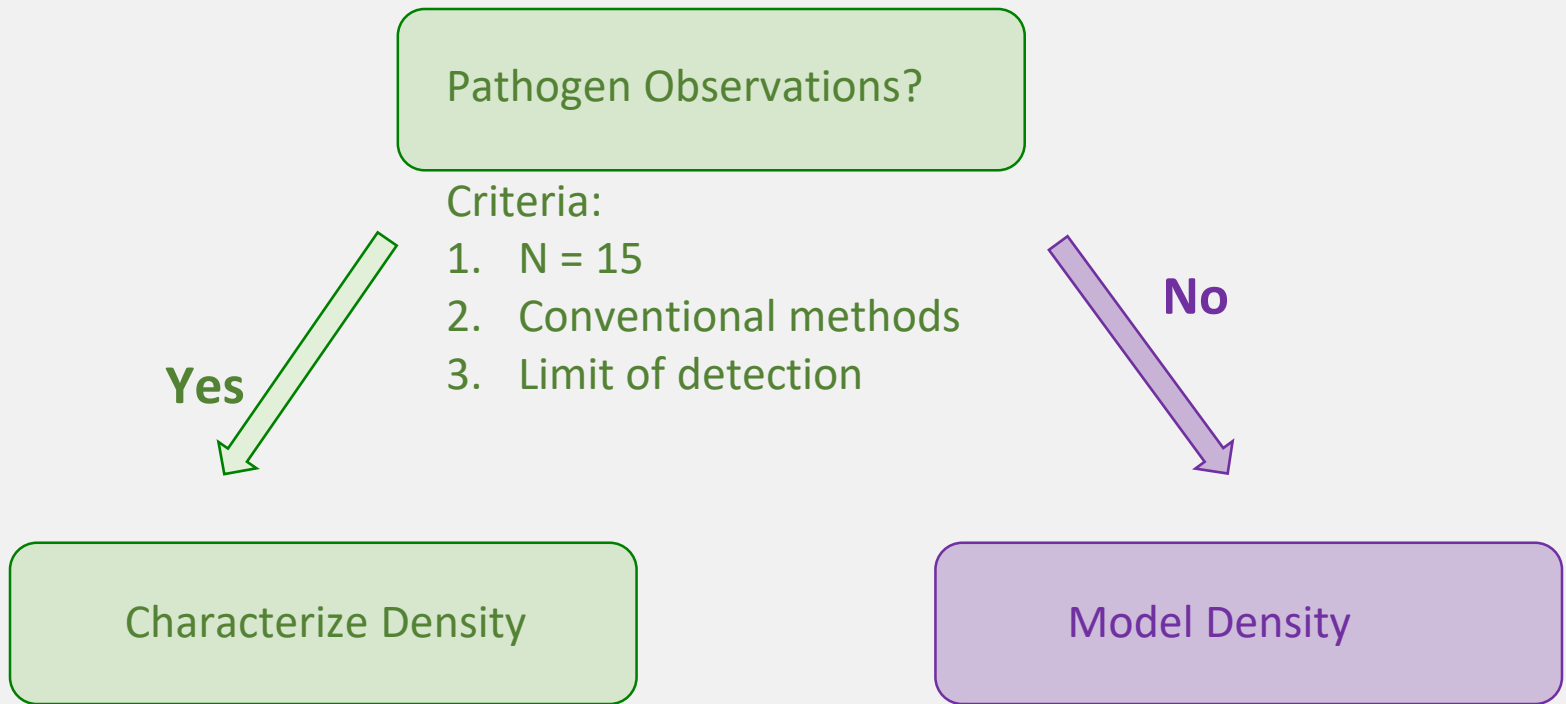 Pathogen Observations?
Criteria:
1. N = 15
2. Conventional methods
3. Limit of detection
Yes
No
Characterize Density
Model Density